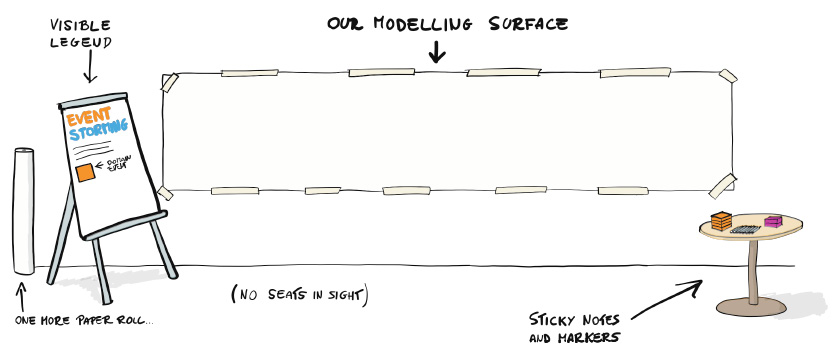 VISIBLE
LEGEND
OUR MODELLING SURFACE
EVENT
STORMING
DOMAIN
EVENT
(NO SEATS IN SIGHT)
ONE MORE PAPER ROLL...
STICKY NOTES
AND MARKERS